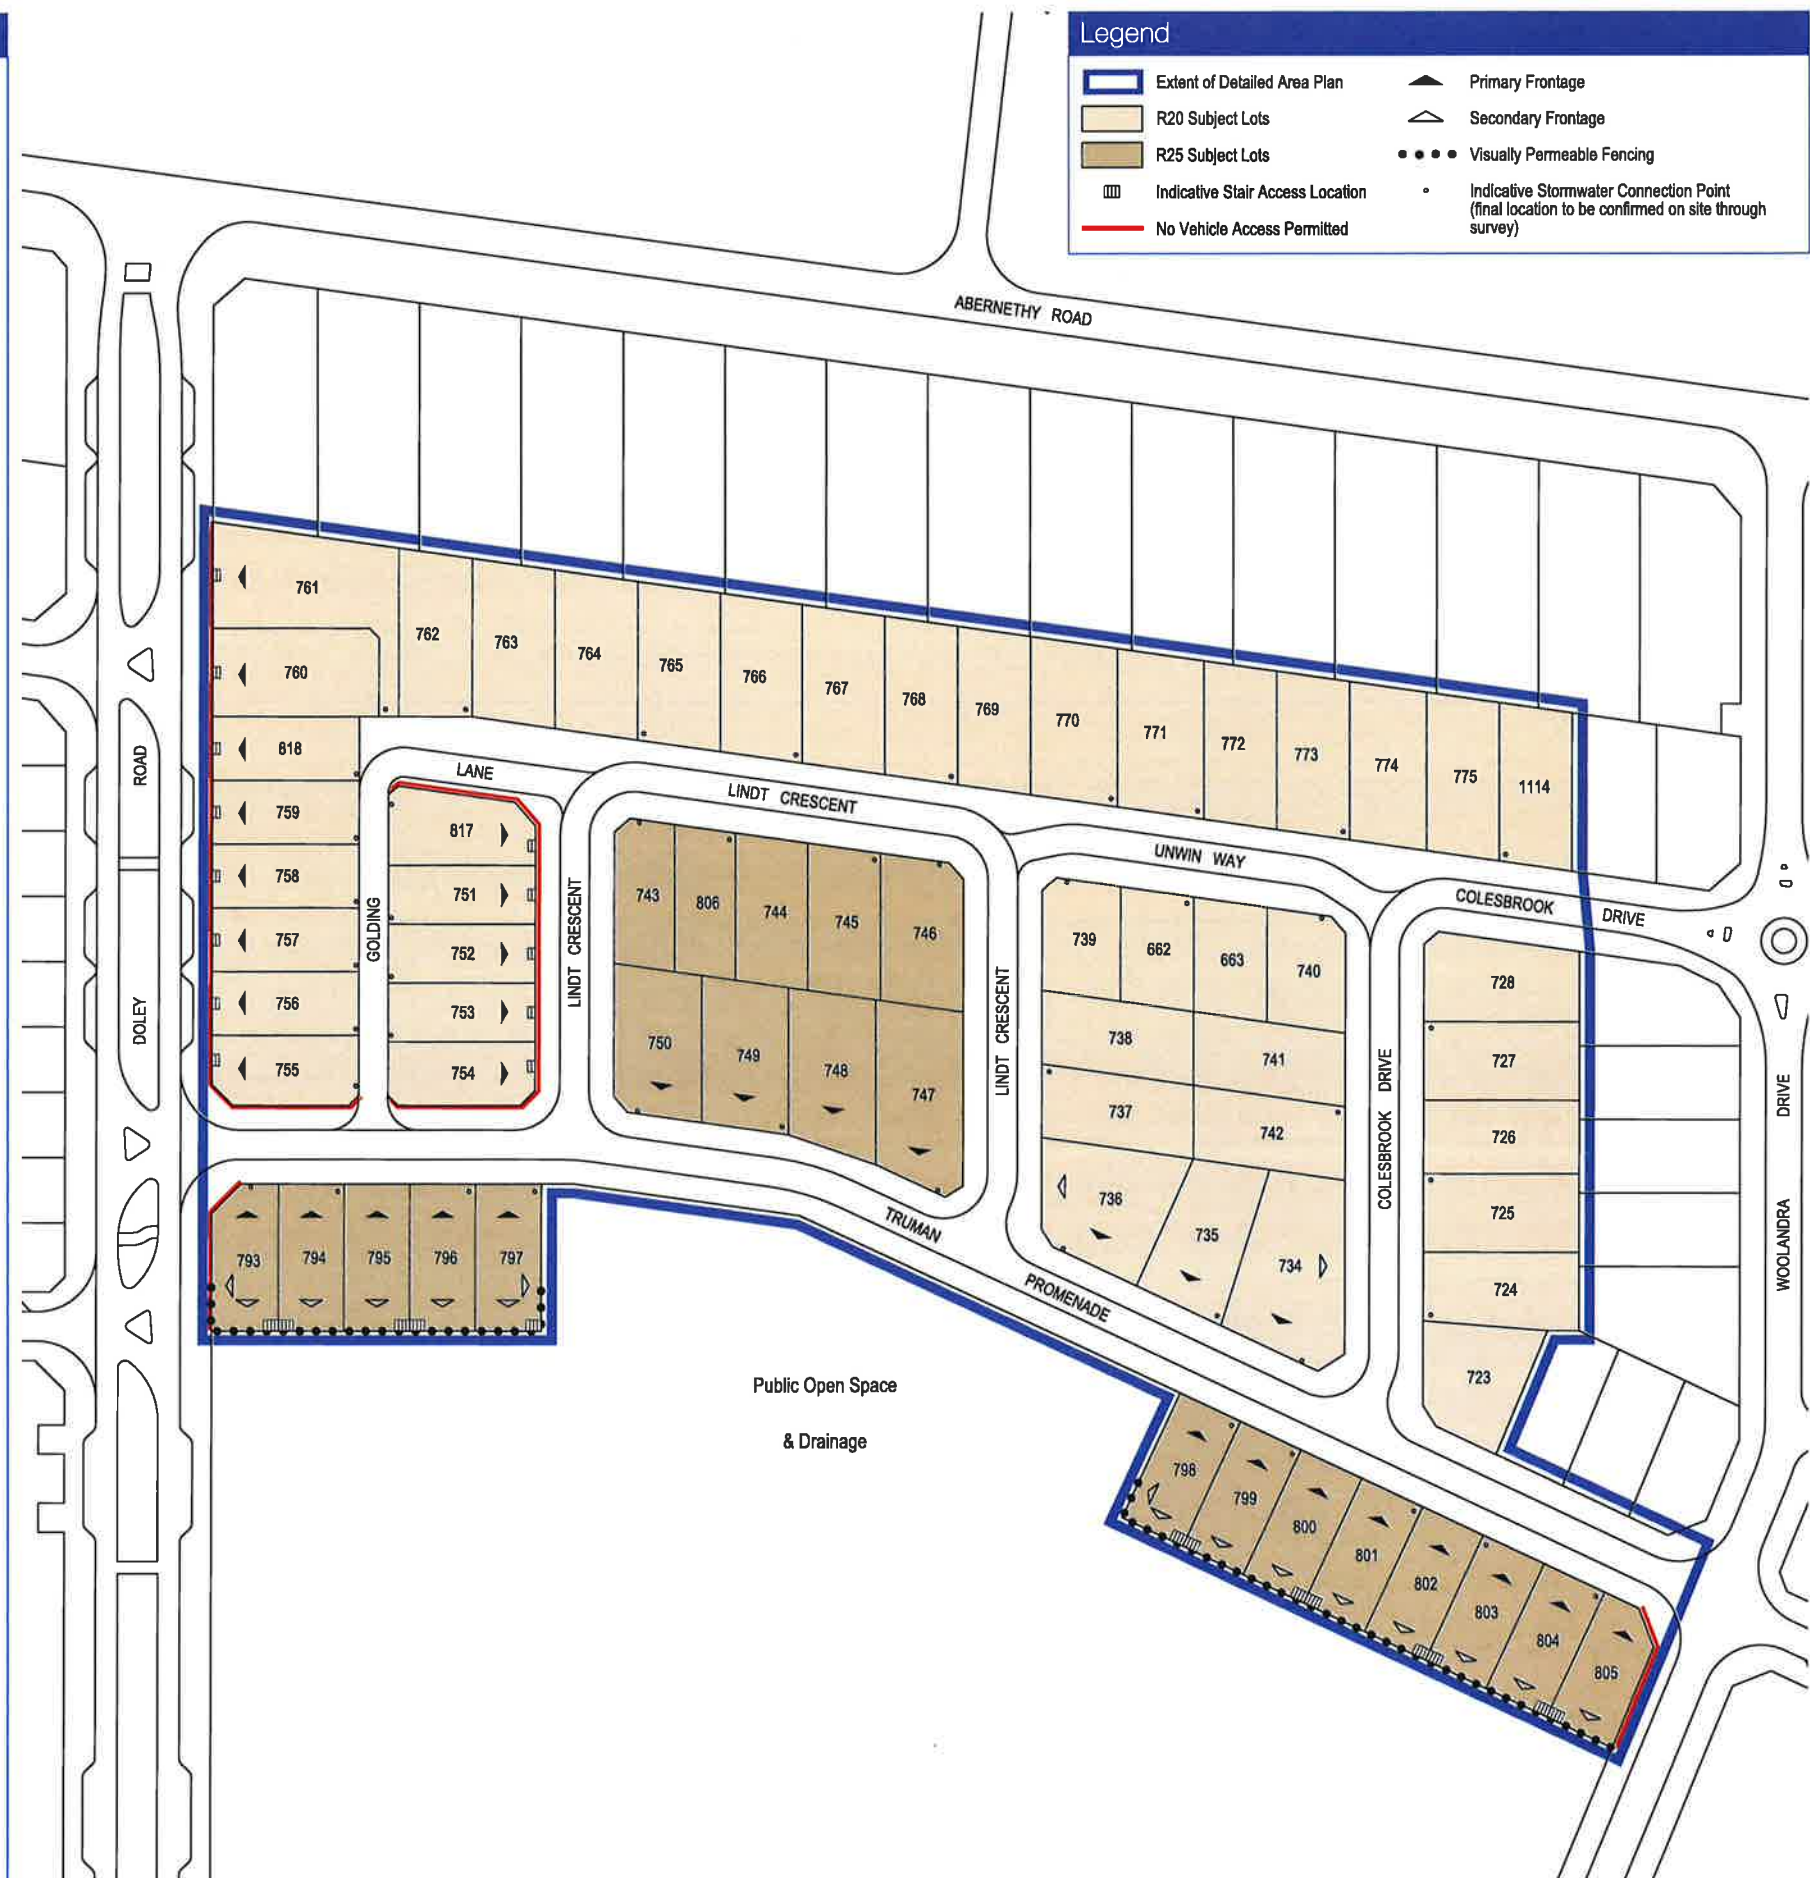 Legend
Extent of Detailed Area Plan
Primary Frontage
R20 Subject Lots
Secondary Frontage
R25 Subject Lots
Visually Permeable Fencing
Indicative Stair Access Location
Indicative Stormwater Connection Point
(final location to be confirmed on site through
survey)
No Vehicle Access Permitted
ABERNETHY ROAD
761
762
763
764
765
766
767
768
769
770
771
772
773
774
775
1114
760
818
759
758
757
756
755
ROAD
DOLEY
LANE
GOLDING
817
751
752
753
754
LINDT CRESCENT
LINDT CRESCENT
743
806
744
745
746
750
749
748
747
LINDT CRESCENT
UNWIN WAY
739
662
663
740
738
741
737
742
736
735
734
COLESBROOK
DRIVE
COLESBROOK DRIVE
728
727
726
725
724
723
WOOLANDRA DRIVE
TRUMAN
PROMENADE
793
794
795
796
797
Public Open Space
& Drainage
798
799
800
801
802
803
804
805